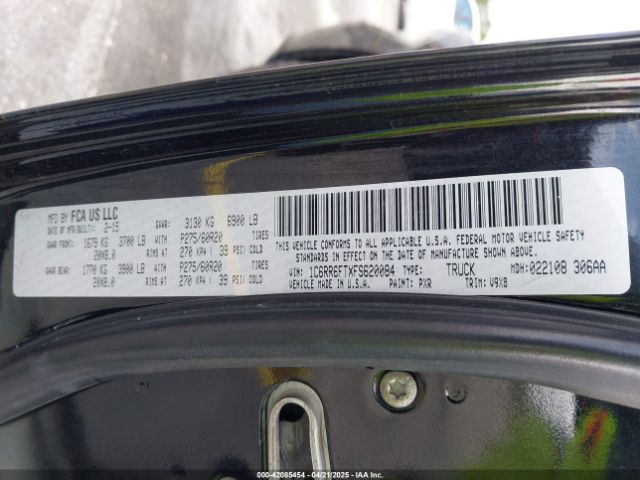 MFD BY FCA US LLC
DATE OF MFR/BUILT: 2-15 GVWR: 3130 KG 6900 LB
GAWR FRONT: 1679 KG 3700 LB WITH P275/60R20 TIRES
20X8.0 RIMS AT 270 KPA ( 39 PSI) COLD
GAWR REAR: 1770 KG 3900 LB WITH P275/60R20 TIRES
20X8.0 RIMS AT 270 KPA ( 39 PSI) COLD
THIS VEHICLE CONFORMS TO ALL APPLICABLE U.S.A. FEDERAL MOTOR VEHICLE SAFETY
STANDARDS IN EFFECT ON THE DATE OF MANUFACTURE SHOWN ABOVE.
VIN: 1C6RR6FTXFS620084 TYPE: TRUCK MDH: 022108 306AA
VEHICLE MADE IN U.S.A. PAINT: PXR TRIM: V9X8
000-42085454 - 04/21/2025 - COPYRIGHT IAA, LLC